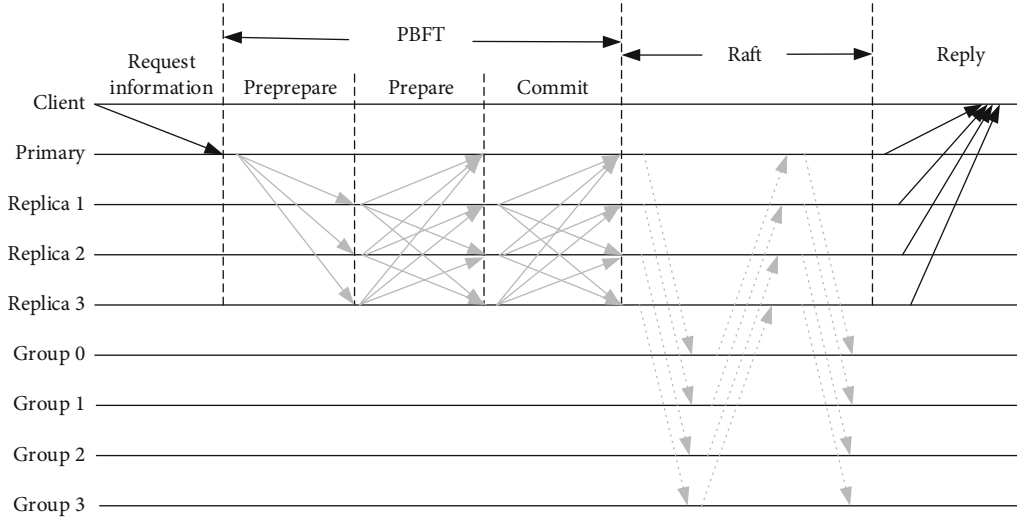 PBFT
Raft
Reply
Request
information
Preprepare
Prepare
Commit
Client
Primary
Replica 1
Replica 2
Replica 3
Group 0
Group 1
Group 2
Group 3